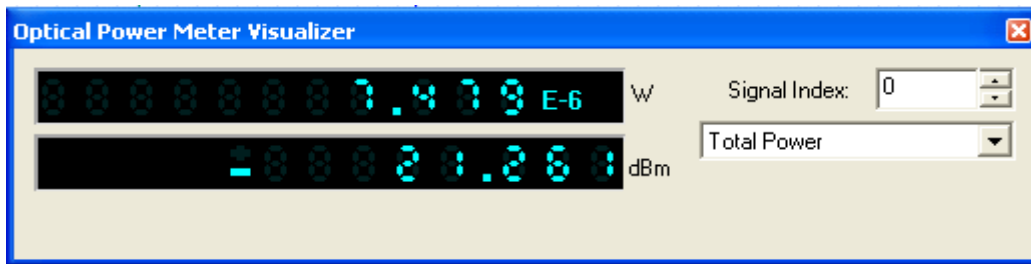 Optical Power Meter Visualizer
7.479 E-6 W
Signal Index: 0
- 21.261 dBm
Total Power